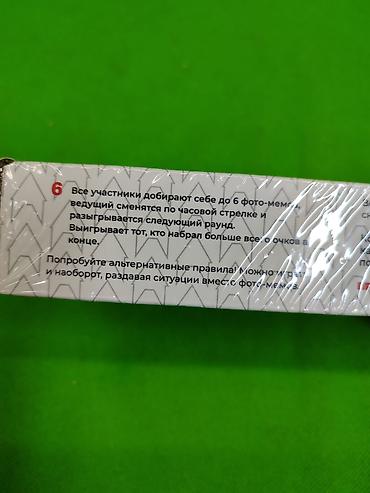 6
Все участники добирают себе до 6 фото-мемов,
ведущий сменятся по часовой стрелке и
разыгрывается следующий раунд.
Выигрывает тот, кто набрал больше всего очков в
конце.
Попробуйте альтернативные правила! Можно играть
и наоборот, раздавая ситуации вместо фото-мемов.